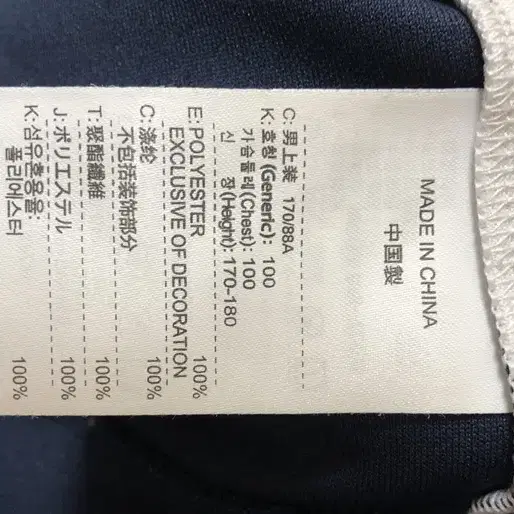 MADE IN CHINA
中国製
C: 男上装 170/88A
K: 호칭(Generic): 100
가슴둘레(Chest): 100
신 장(Height): 170-180
E: POLYESTER 100%
EXCLUSIVE OF DECORATION
C: 涤纶 100%
不包括装饰部分
T: 聚酯纖維 100%
J: ポリエステル 100%
K: 섬유혼용율:
폴리에스터 100%